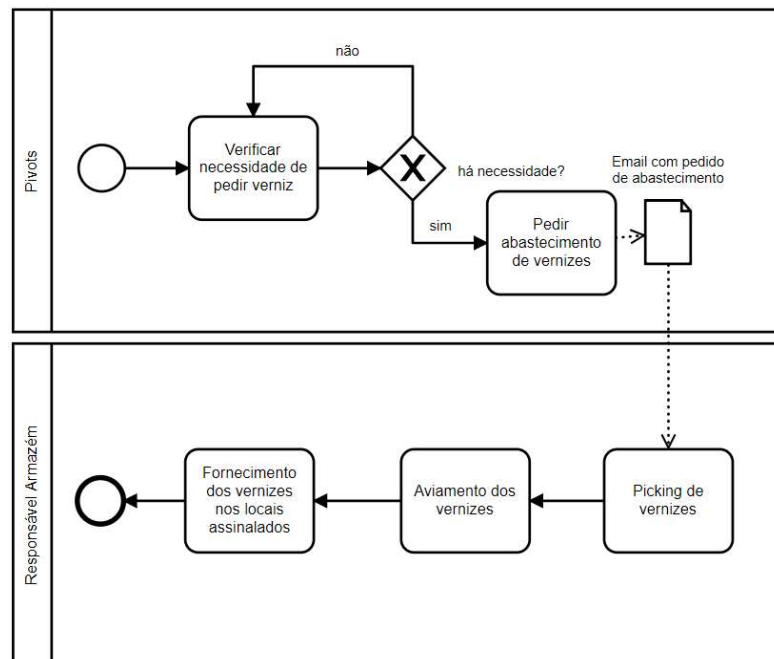 Pivots
não
Verificar
necessidade de
pedir verniz
há necessidade?
sim
Pedir
abastecimento
de vernizes
Email com pedido
de abastecimento
Responsável Armazém
Fornecimento
dos vernizes
nos locais
assinalados
Aviamento dos
vernizes
Picking de
vernizes